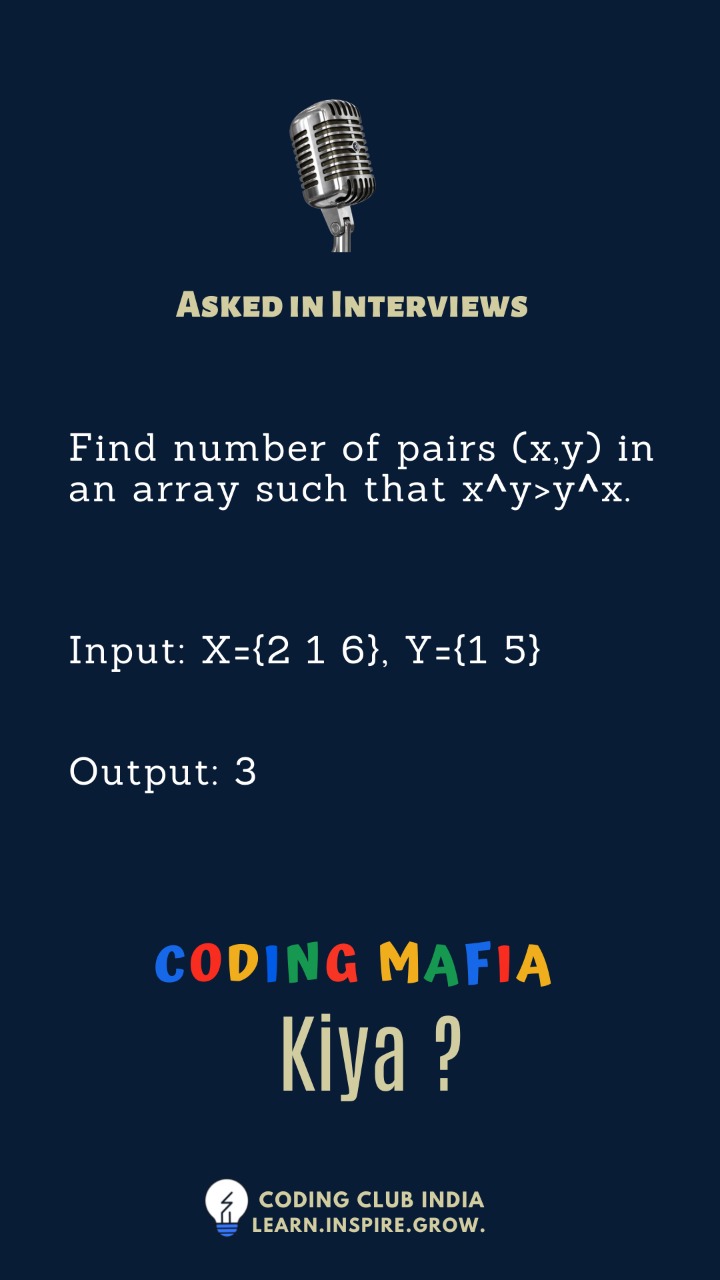 Asked in Interviews
Find number of pairs (x,y) in
an array such that x^y>y^x.
Input: X={2 1 6}, Y={1 5}
Output: 3
CODING MAFIA
Kiya ?
CODING CLUB INDIA
LEARN.INSPIRE.GROW.